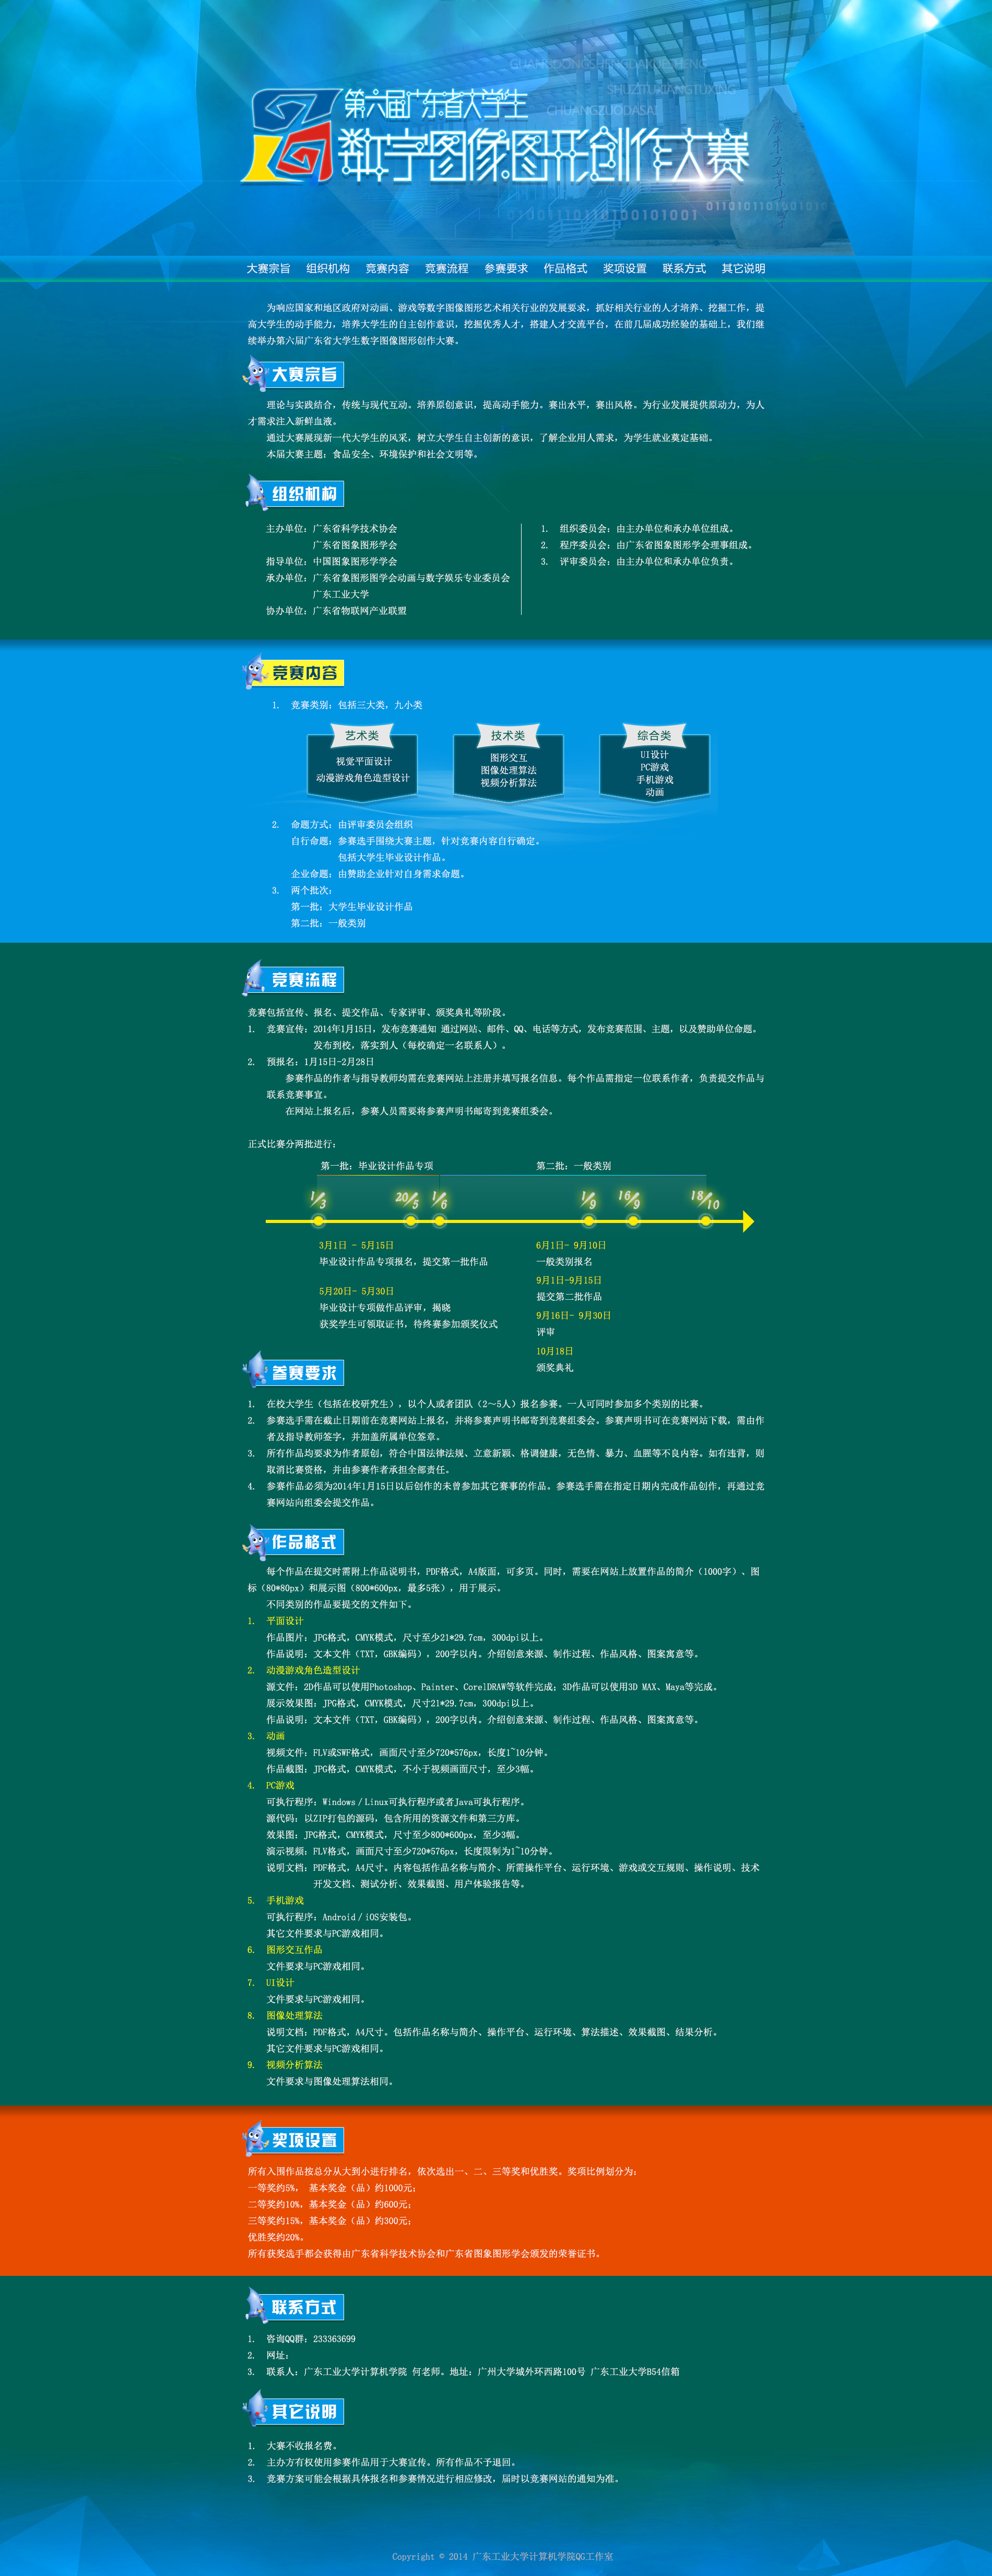 GUANGDONGSHENGDAXUESHENG
SHUZITUXIANGTUXING
CHUANGZUODASAI
第六届广东省大学生
数字图像图形创作大赛
大赛宗旨 组织机构 竞赛内容 竞赛流程 参赛要求 作品格式 奖项设置 联系方式 其它说明
为响应国家和地区政府对动画、游戏等数字图像图形艺术相关行业的发展要求，抓好相关行业的人才培养、挖掘工作，提
高大学生的动手能力，培养大学生的自主创作意识，挖掘优秀人才，搭建人才交流平台，在前几届成功经验的基础上，我们继
续举办第六届广东省大学生数字图像图形创作大赛。
大赛宗旨
理论与实践结合，传统与现代互动。培养原创意识，提高动手能力。赛出水平，赛出风格。为行业发展提供原动力，为人
才需求注入新鲜血液。
通过大赛展现新一代大学生的风采，树立大学生自主创新的意识，了解企业用人需求，为学生就业奠定基础。
本届大赛主题：食品安全、环境保护和社会文明等。
组织机构
主办单位：广东省科学技术协会
广东省图象图形学会
指导单位：中国图象图形学学会
承办单位：广东省象图形图学会动画与数字娱乐专业委员会
广东工业大学
协办单位：广东省物联网产业联盟
1. 组织委员会：由主办单位和承办单位组成。
2. 程序委员会：由广东省图象图形学会理事组成。
3. 评审委员会：由主办单位和承办单位负责。
竞赛内容
1. 竞赛类别：包括三大类，九小类
艺术类
视觉平面设计
动漫游戏角色造型设计
技术类
图形交互
图像处理算法
视频分析算法
综合类
UI设计
PC游戏
手机游戏
动画
2. 命题方式：由评审委员会组织
自行命题：参赛选手围绕大赛主题，针对竞赛内容自行确定。
包括大学生毕业设计作品。
企业命题：由赞助企业针对自身需求命题。
3. 两个批次：
第一批：大学生毕业设计作品
第二批：一般类别
竞赛流程
竞赛包括宣传、报名、提交作品、专家评审、颁奖典礼等阶段。
1. 竞赛宣传：2014年1月15日，发布竞赛通知 通过网站、邮件、QQ、电话等方式，发布竞赛范围、主题，以及赞助单位命题。
发布到校，落实到人（每校确定一名联系人）。
2. 预报名：1月15日-2月28日
参赛作品的作者与指导教师均需在竞赛网站上注册并填写报名信息。每个作品需指定一位联系作者，负责提交作品与
联系竞赛事宜。
在网站上报名后，参赛人员需要将参赛声明书邮寄到竞赛组委会。
正式比赛分两批进行：
第一批：毕业设计作品专项 第二批：一般类别
1/3 20/5 1/6 1/9 16/9 18/10
3月1日 - 5月15日
毕业设计作品专项报名，提交第一批作品
5月20日- 5月30日
毕业设计专项做作品评审，揭晓
获奖学生可领取证书，待终赛参加颁奖仪式
6月1日- 9月10日
一般类别报名
9月1日-9月15日
提交第二批作品
9月16日- 9月30日
评审
10月18日
颁奖典礼
参赛要求
1. 在校大学生（包括在校研究生），以个人或者团队（2～5人）报名参赛。一人可同时参加多个类别的比赛。
2. 参赛选手需在截止日期前在竞赛网站上报名，并将参赛声明书邮寄到竞赛组委会。参赛声明书可在竞赛网站下载，需由作
者及指导教师签字，并加盖所属单位签章。
3. 所有作品均要求为作者原创，符合中国法律法规、立意新颖、格调健康，无色情、暴力、血腥等不良内容。如有违背，则
取消比赛资格，并由参赛作者承担全部责任。
4. 参赛作品必须为2014年1月15日以后创作的未曾参加其它赛事的作品。参赛选手需在指定日期内完成作品创作，再通过竞
赛网站向组委会提交作品。
作品格式
每个作品在提交时需附上作品说明书，PDF格式，A4版面，可多页。同时，需要在网站上放置作品的简介（1000字）、图
标（80*80px）和展示图（800*600px，最多5张），用于展示。
不同类别的作品要提交的文件如下。
1. 平面设计
作品图片：JPG格式，CMYK模式，尺寸至少21*29.7cm，300dpi以上。
作品说明：文本文件（TXT，GBK编码），200字以内。介绍创意来源、制作过程、作品风格、图案寓意等。
2. 动漫游戏角色造型设计
源文件：2D作品可以使用Photoshop、Painter、CorelDRAW等软件完成；3D作品可以使用3D MAX、Maya等完成。
展示效果图：JPG格式，CMYK模式，尺寸21*29.7cm，300dpi以上。
作品说明：文本文件（TXT，GBK编码），200字以内。介绍创意来源、制作过程、作品风格、图案寓意等。
3. 动画
视频文件：FLV或SWF格式，画面尺寸至少720*576px，长度1~10分钟。
作品截图：JPG格式，CMYK模式，不小于视频画面尺寸，至少3幅。
4. PC游戏
可执行程序：Windows／Linux可执行程序或者Java可执行程序。
源代码：以ZIP打包的源码，包含所用的资源文件和第三方库。
效果图：JPG格式，CMYK模式，尺寸至少800*600px，至少3幅。
演示视频：FLV格式，画面尺寸至少720*576px，长度限制为1~10分钟。
说明文档：PDF格式，A4尺寸。内容包括作品名称与简介、所需操作平台、运行环境、游戏或交互规则、操作说明、技术
开发文档、测试分析、效果截图、用户体验报告等。
5. 手机游戏
可执行程序：Android／iOS安装包。
其它文件要求与PC游戏相同。
6. 图形交互作品
文件要求与PC游戏相同。
7. UI设计
文件要求与PC游戏相同。
8. 图像处理算法
说明文档：PDF格式，A4尺寸。包括作品名称与简介、操作平台、运行环境、算法描述、效果截图、结果分析。
其它文件要求与PC游戏相同。
9. 视频分析算法
文件要求与图像处理算法相同。
奖项设置
所有入围作品按总分从大到小进行排名，依次选出一、二、三等奖和优胜奖。奖项比例划分为：
一等奖约5%， 基本奖金（品）约1000元；
二等奖约10%，基本奖金（品）约600元；
三等奖约15%，基本奖金（品）约300元；
优胜奖约20%。
所有获奖选手都会获得由广东省科学技术协会和广东省图象图形学会颁发的荣誉证书。
联系方式
1. 咨询QQ群：233363699
2. 网址：
3. 联系人：广东工业大学计算机学院 何老师。地址：广州大学城外环西路100号 广东工业大学B54信箱
其它说明
1. 大赛不收报名费。
2. 主办方有权使用参赛作品用于大赛宣传。所有作品不予退回。
3. 竞赛方案可能会根据具体报名和参赛情况进行相应修改，届时以竞赛网站的通知为准。
Copyright © 2014 广东工业大学计算机学院QG工作室